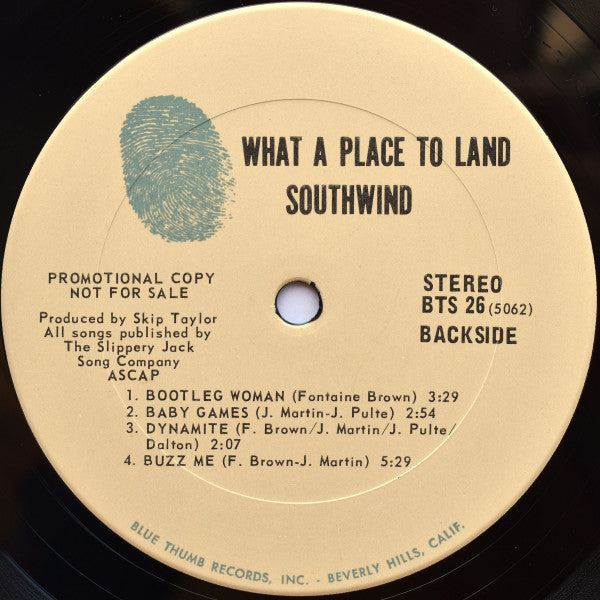 WHAT A PLACE TO LAND
SOUTHWIND
PROMOTIONAL COPY
NOT FOR SALE
Produced by Skip Taylor
All songs published by
The Slippery Jack
Song Company
ASCAP
STEREO
BTS 26 (5062)
BACKSIDE
1. BOOTLEG WOMAN (Fontaine Brown) 3:29
2. BABY GAMES (J. Martin-J. Pulte) 2:54
3. DYNAMITE (F. Brown/J. Martin/J. Pulte/
Dalton) 2:07
4. BUZZ ME (F. Brown-J. Martin) 5:29
BLUE THUMB RECORDS, INC. - BEVERLY HILLS, CALIF.